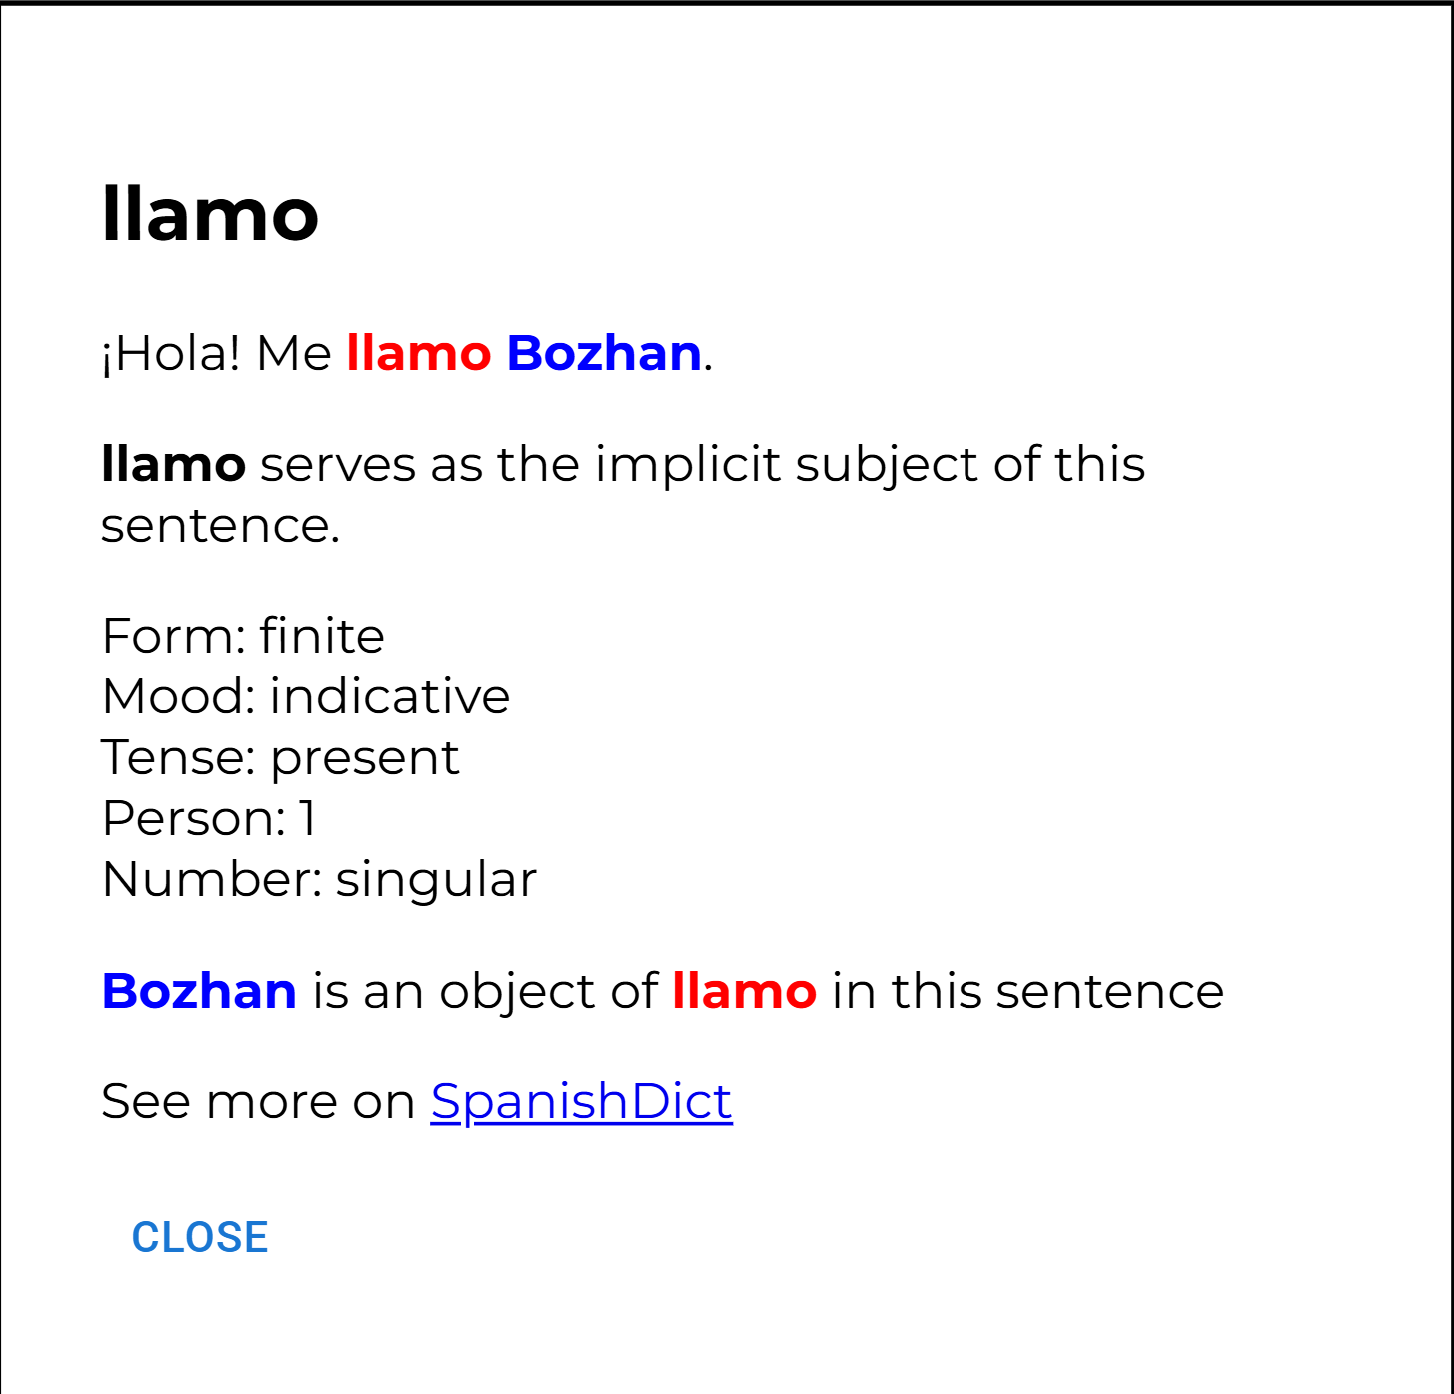 llamo
¡Hola! Me llamo Bozhan.
llamo serves as the implicit subject of this
sentence.
Form: finite
Mood: indicative
Tense: present
Person: 1
Number: singular
Bozhan is an object of llamo in this sentence
See more on SpanishDict
CLOSE